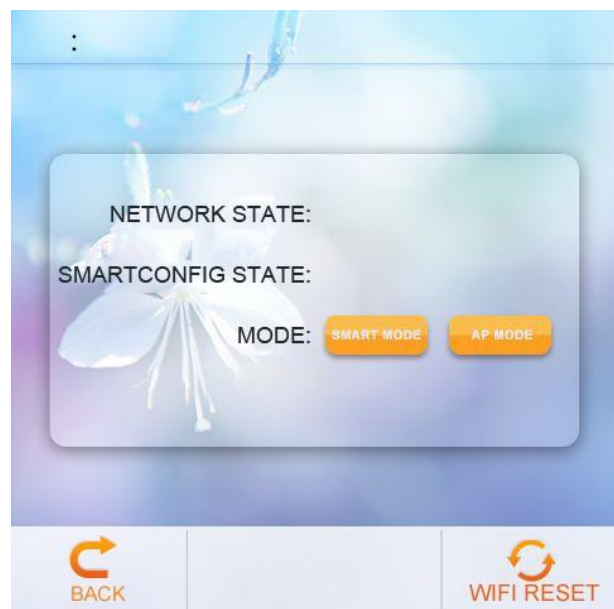 :
NETWORK STATE:
SMARTCONFIG STATE:
MODE: SMART MODE AP MODE
BACK WIFI RESET